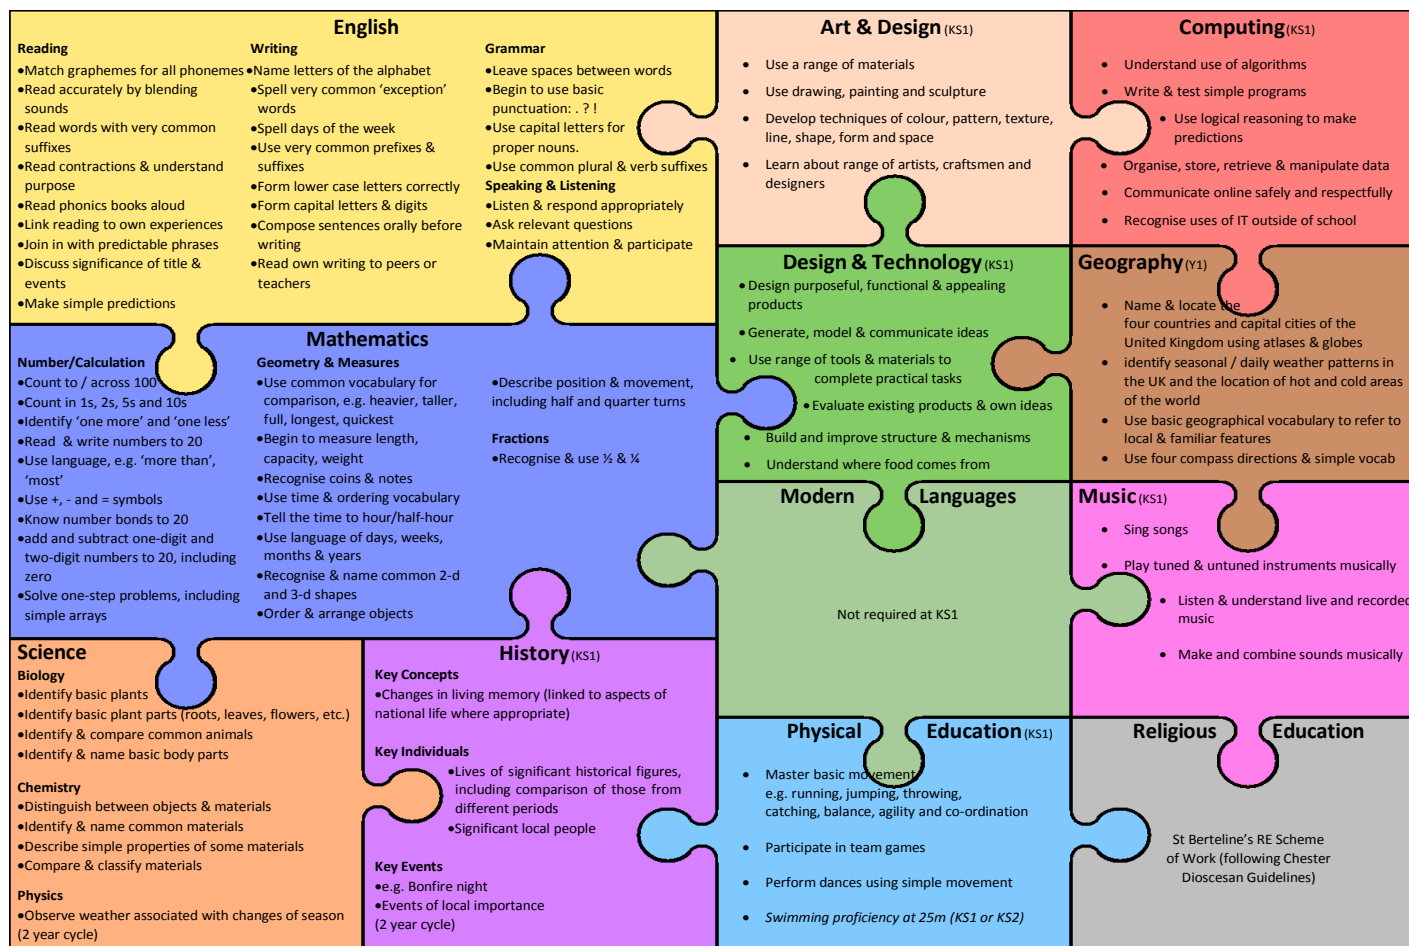 English
Reading
•Match graphemes for all phonemes
•Read accurately by blending
sounds
•Read words with very common
suffixes
•Read contractions & understand
purpose
•Read phonics books aloud
•Link reading to own experiences
•Join in with predictable phrases
•Discuss significance of title &
events
•Make simple predictions
Writing
•Name letters of the alphabet
•Spell very common ‘exception’
words
•Spell days of the week
•Use very common prefixes &
suffixes
•Form lower case letters correctly
•Form capital letters & digits
•Compose sentences orally before
writing
•Read own writing to peers or
teachers
Grammar
•Leave spaces between words
•Begin to use basic
punctuation: . ? !
•Use capital letters for
proper nouns.
•Use common plural & verb suffixes
Speaking & Listening
•Listen & respond appropriately
•Ask relevant questions
•Maintain attention & participate
Art & Design (KS1)
• Use a range of materials
• Use drawing, painting and sculpture
• Develop techniques of colour, pattern, texture,
line, shape, form and space
• Learn about range of artists, craftsmen and
designers
Computing (KS1)
• Understand use of algorithms
• Write & test simple programs
• Use logical reasoning to make
predictions
• Organise, store, retrieve & manipulate data
• Communicate online safely and respectfully
• Recognise uses of IT outside of school
Mathematics
Number/Calculation
•Count to / across 100
•Count in 1s, 2s, 5s and 10s
•Identify ‘one more’ and ‘one less’
•Read & write numbers to 20
•Use language, e.g. ‘more than’,
‘most’
•Use +, - and = symbols
•Know number bonds to 20
•add and subtract one-digit and
two-digit numbers to 20, including
zero
•Solve one-step problems, including
simple arrays
Geometry & Measures
•Use common vocabulary for
comparison, e.g. heavier, taller,
full, longest, quickest
•Begin to measure length,
capacity, weight
•Recognise coins & notes
•Use time & ordering vocabulary
•Tell the time to hour/half-hour
•Use language of days, weeks,
months & years
•Recognise & name common 2-d
and 3-d shapes
•Order & arrange objects
•Describe position & movement,
including half and quarter turns
Fractions
•Recognise & use ½ & ¼
Design & Technology (KS1)
• Design purposeful, functional & appealing
products
• Generate, model & communicate ideas
• Use range of tools & materials to
complete practical tasks
• Evaluate existing products & own ideas
• Build and improve structure & mechanisms
• Understand where food comes from
Geography (Y1)
• Name & locate the
four countries and capital cities of the
United Kingdom using atlases & globes
• identify seasonal / daily weather patterns in
the UK and the location of hot and cold areas
of the world
• Use basic geographical vocabulary to refer to
local & familiar features
• Use four compass directions & simple vocab
Modern Languages
Not required at KS1
Music (KS1)
• Sing songs
• Play tuned & untuned instruments musically
• Listen & understand live and recorded
music
• Make and combine sounds musically
Science
Biology
•Identify basic plants
•Identify basic plant parts (roots, leaves, flowers, etc.)
•Identify & compare common animals
•Identify & name basic body parts
Chemistry
•Distinguish between objects & materials
•Identify & name common materials
•Describe simple properties of some materials
•Compare & classify materials
Physics
•Observe weather associated with changes of season
(2 year cycle)
History (KS1)
Key Concepts
•Changes in living memory (linked to aspects of
national life where appropriate)
Key Individuals
•Lives of significant historical figures,
including comparison of those from
different periods
•Significant local people
Key Events
•e.g. Bonfire night
•Events of local importance
(2 year cycle)
Physical Education (KS1)
• Master basic movement,
e.g. running, jumping, throwing,
catching, balance, agility and co-ordination
• Participate in team games
• Perform dances using simple movement
• Swimming proficiency at 25m (KS1 or KS2)
Religious Education
St Berteline’s RE Scheme
of Work (following Chester
Dioscesan Guidelines)